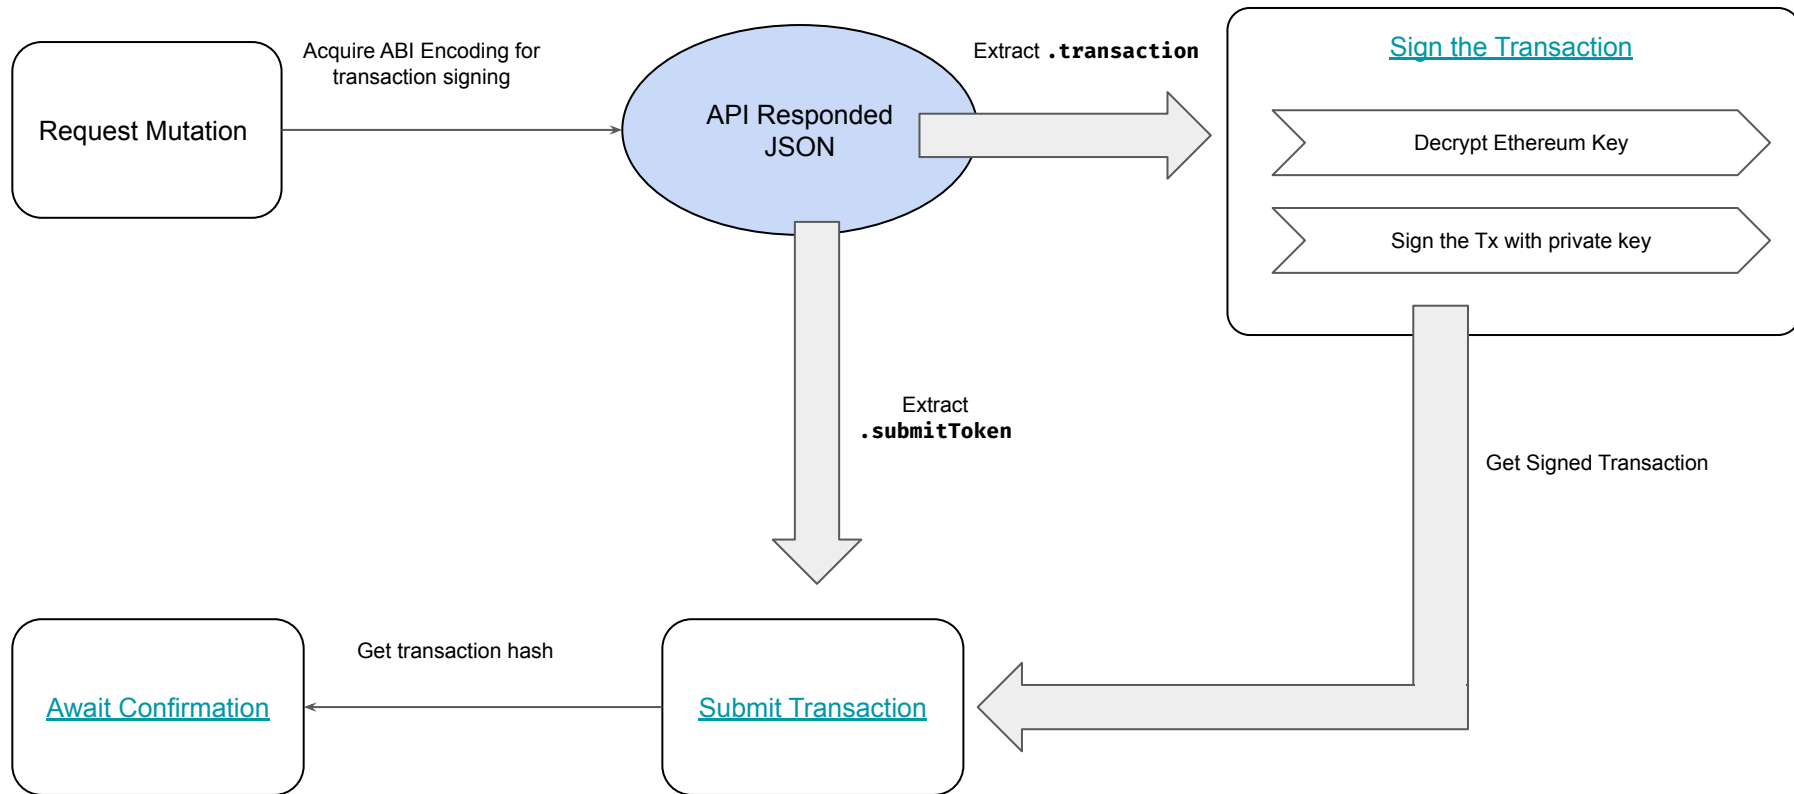 Acquire ABI Encoding for
transaction signing
Request Mutation
API Responded
JSON
Extract .transaction
Sign the Transaction
Decrypt Ethereum Key
Sign the Tx with private key
Extract
.submitToken
Get Signed Transaction
Submit Transaction
Get transaction hash
Await Confirmation